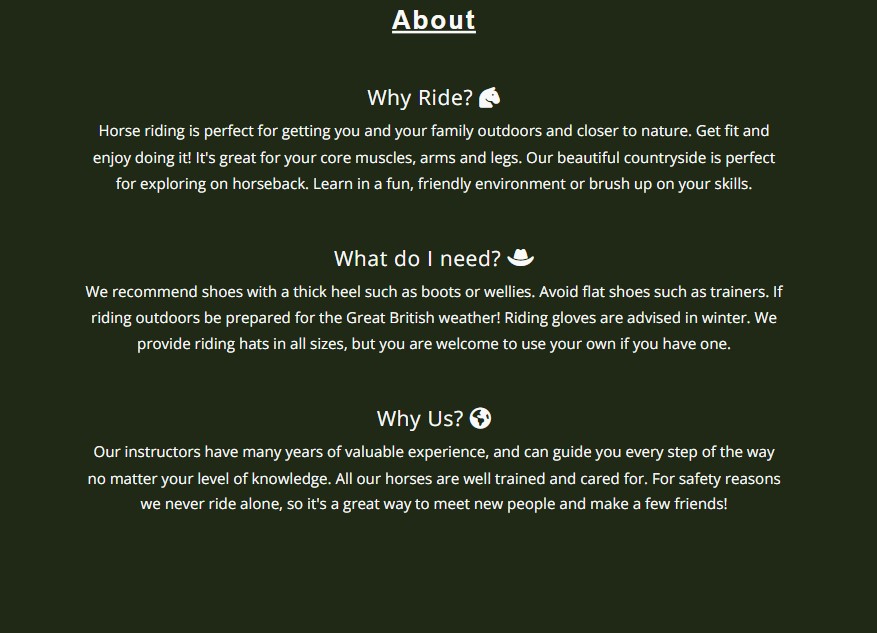 About
Why Ride?
Horse riding is perfect for getting you and your family outdoors and closer to nature. Get fit and
enjoy doing it! It's great for your core muscles, arms and legs. Our beautiful countryside is perfect
for exploring on horseback. Learn in a fun, friendly environment or brush up on your skills.
What do I need?
We recommend shoes with a thick heel such as boots or wellies. Avoid flat shoes such as trainers. If
riding outdoors be prepared for the Great British weather! Riding gloves are advised in winter. We
provide riding hats in all sizes, but you are welcome to use your own if you have one.
Why Us?
Our instructors have many years of valuable experience, and can guide you every step of the way
no matter your level of knowledge. All our horses are well trained and cared for. For safety reasons
we never ride alone, so it's a great way to meet new people and make a few friends!